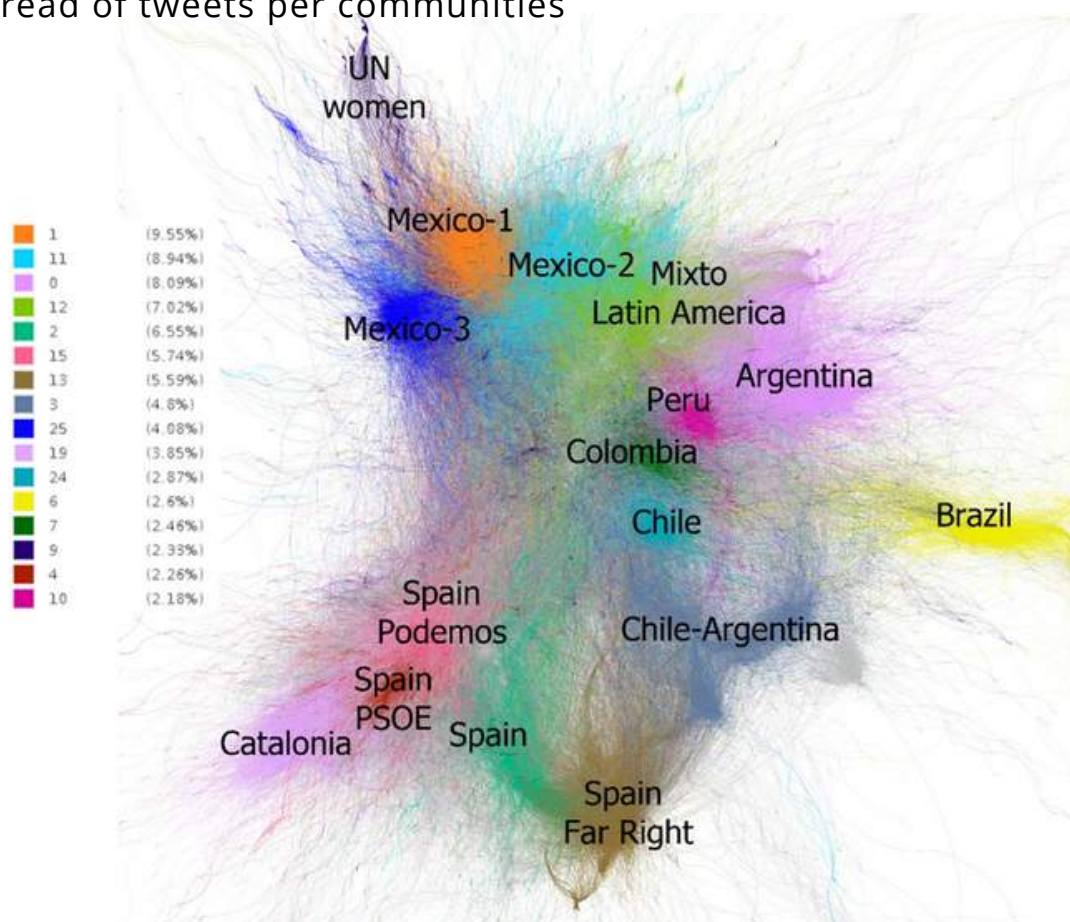 read of tweets per communities
UN
women
Mexico-1
Mexico-2
Mixto
Latin America
Mexico-3
Argentina
Peru
Colombia
Chile
Brazil
Spain
Podemos
Chile-Argentina
Spain
PSOE
Catalonia
Spain
Spain
Far Right
1 (9.55%)
11 (8.94%)
0 (8.09%)
12 (7.02%)
2 (6.55%)
15 (5.74%)
13 (5.59%)
3 (4.8%)
25 (4.08%)
19 (3.85%)
24 (2.87%)
6 (2.6%)
7 (2.46%)
9 (2.33%)
4 (2.26%)
10 (2.18%)